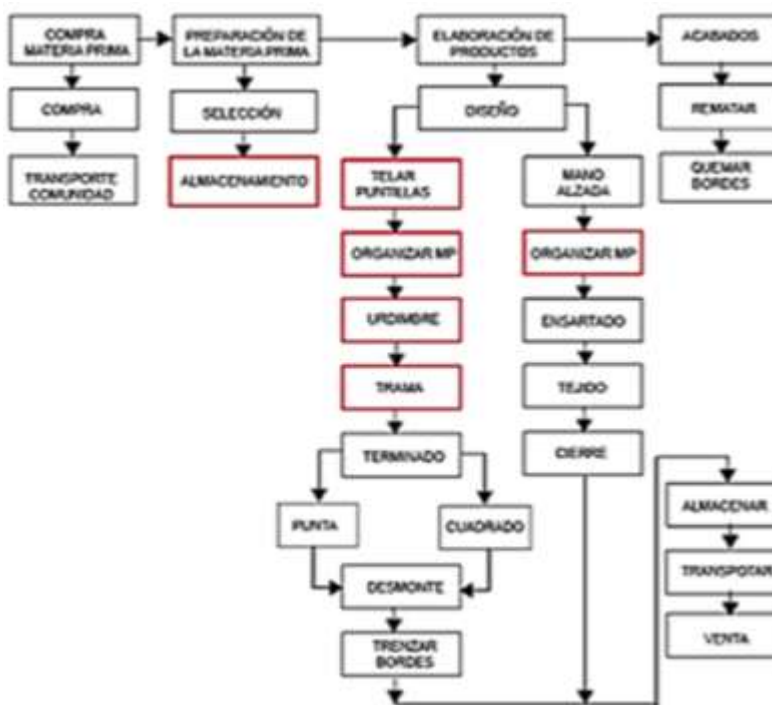 COMPRA
MATERIA PRIMA
PREPARACIÓN DE
LA MATERIA PRIMA
ELABORACIÓN DE
PRODUCTOS
ACABADOS
COMPRA
SELECCIÓN
DISEÑO
REMATAR
TRANSPORTE
COMUNIDAD
ALMACENAMIENTO
TELAR
PUNTILLAS
MANO
ALZADA
QUEMAR
BORDES
ORGANIZAR MP
ORGANIZAR MP
URDIMBRE
ENSARTADO
TRAMA
TEJIDO
TERMINADO
CIERRE
PUNTA
CUADRADO
ALMACENAR
DESMONTE
TRANSPOTAR
TRENZAR
BORDES
VENTA